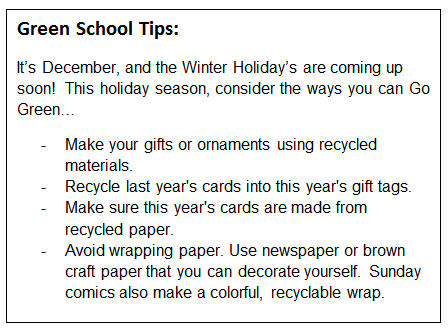 Green School Tips:
It’s December, and the Winter Holiday’s are coming up
soon!  This holiday season, consider the ways you can Go
Green…
- Make your gifts or ornaments using recycled
materials.
- Recycle last year's cards into this year's gift tags.
- Make sure this year's cards are made from
recycled paper.
- Avoid wrapping paper. Use newspaper or brown
craft paper that you can decorate yourself.  Sunday
comics also make a colorful, recyclable wrap.